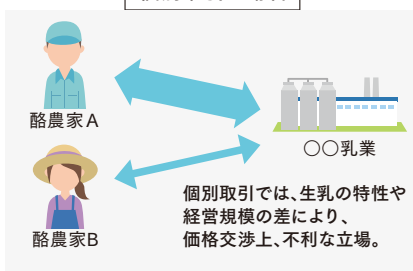 酪農家A
○○乳業
酪農家B
個別取引では、生乳の特性や
経営規模の差により、
価格交渉上、不利な立場。